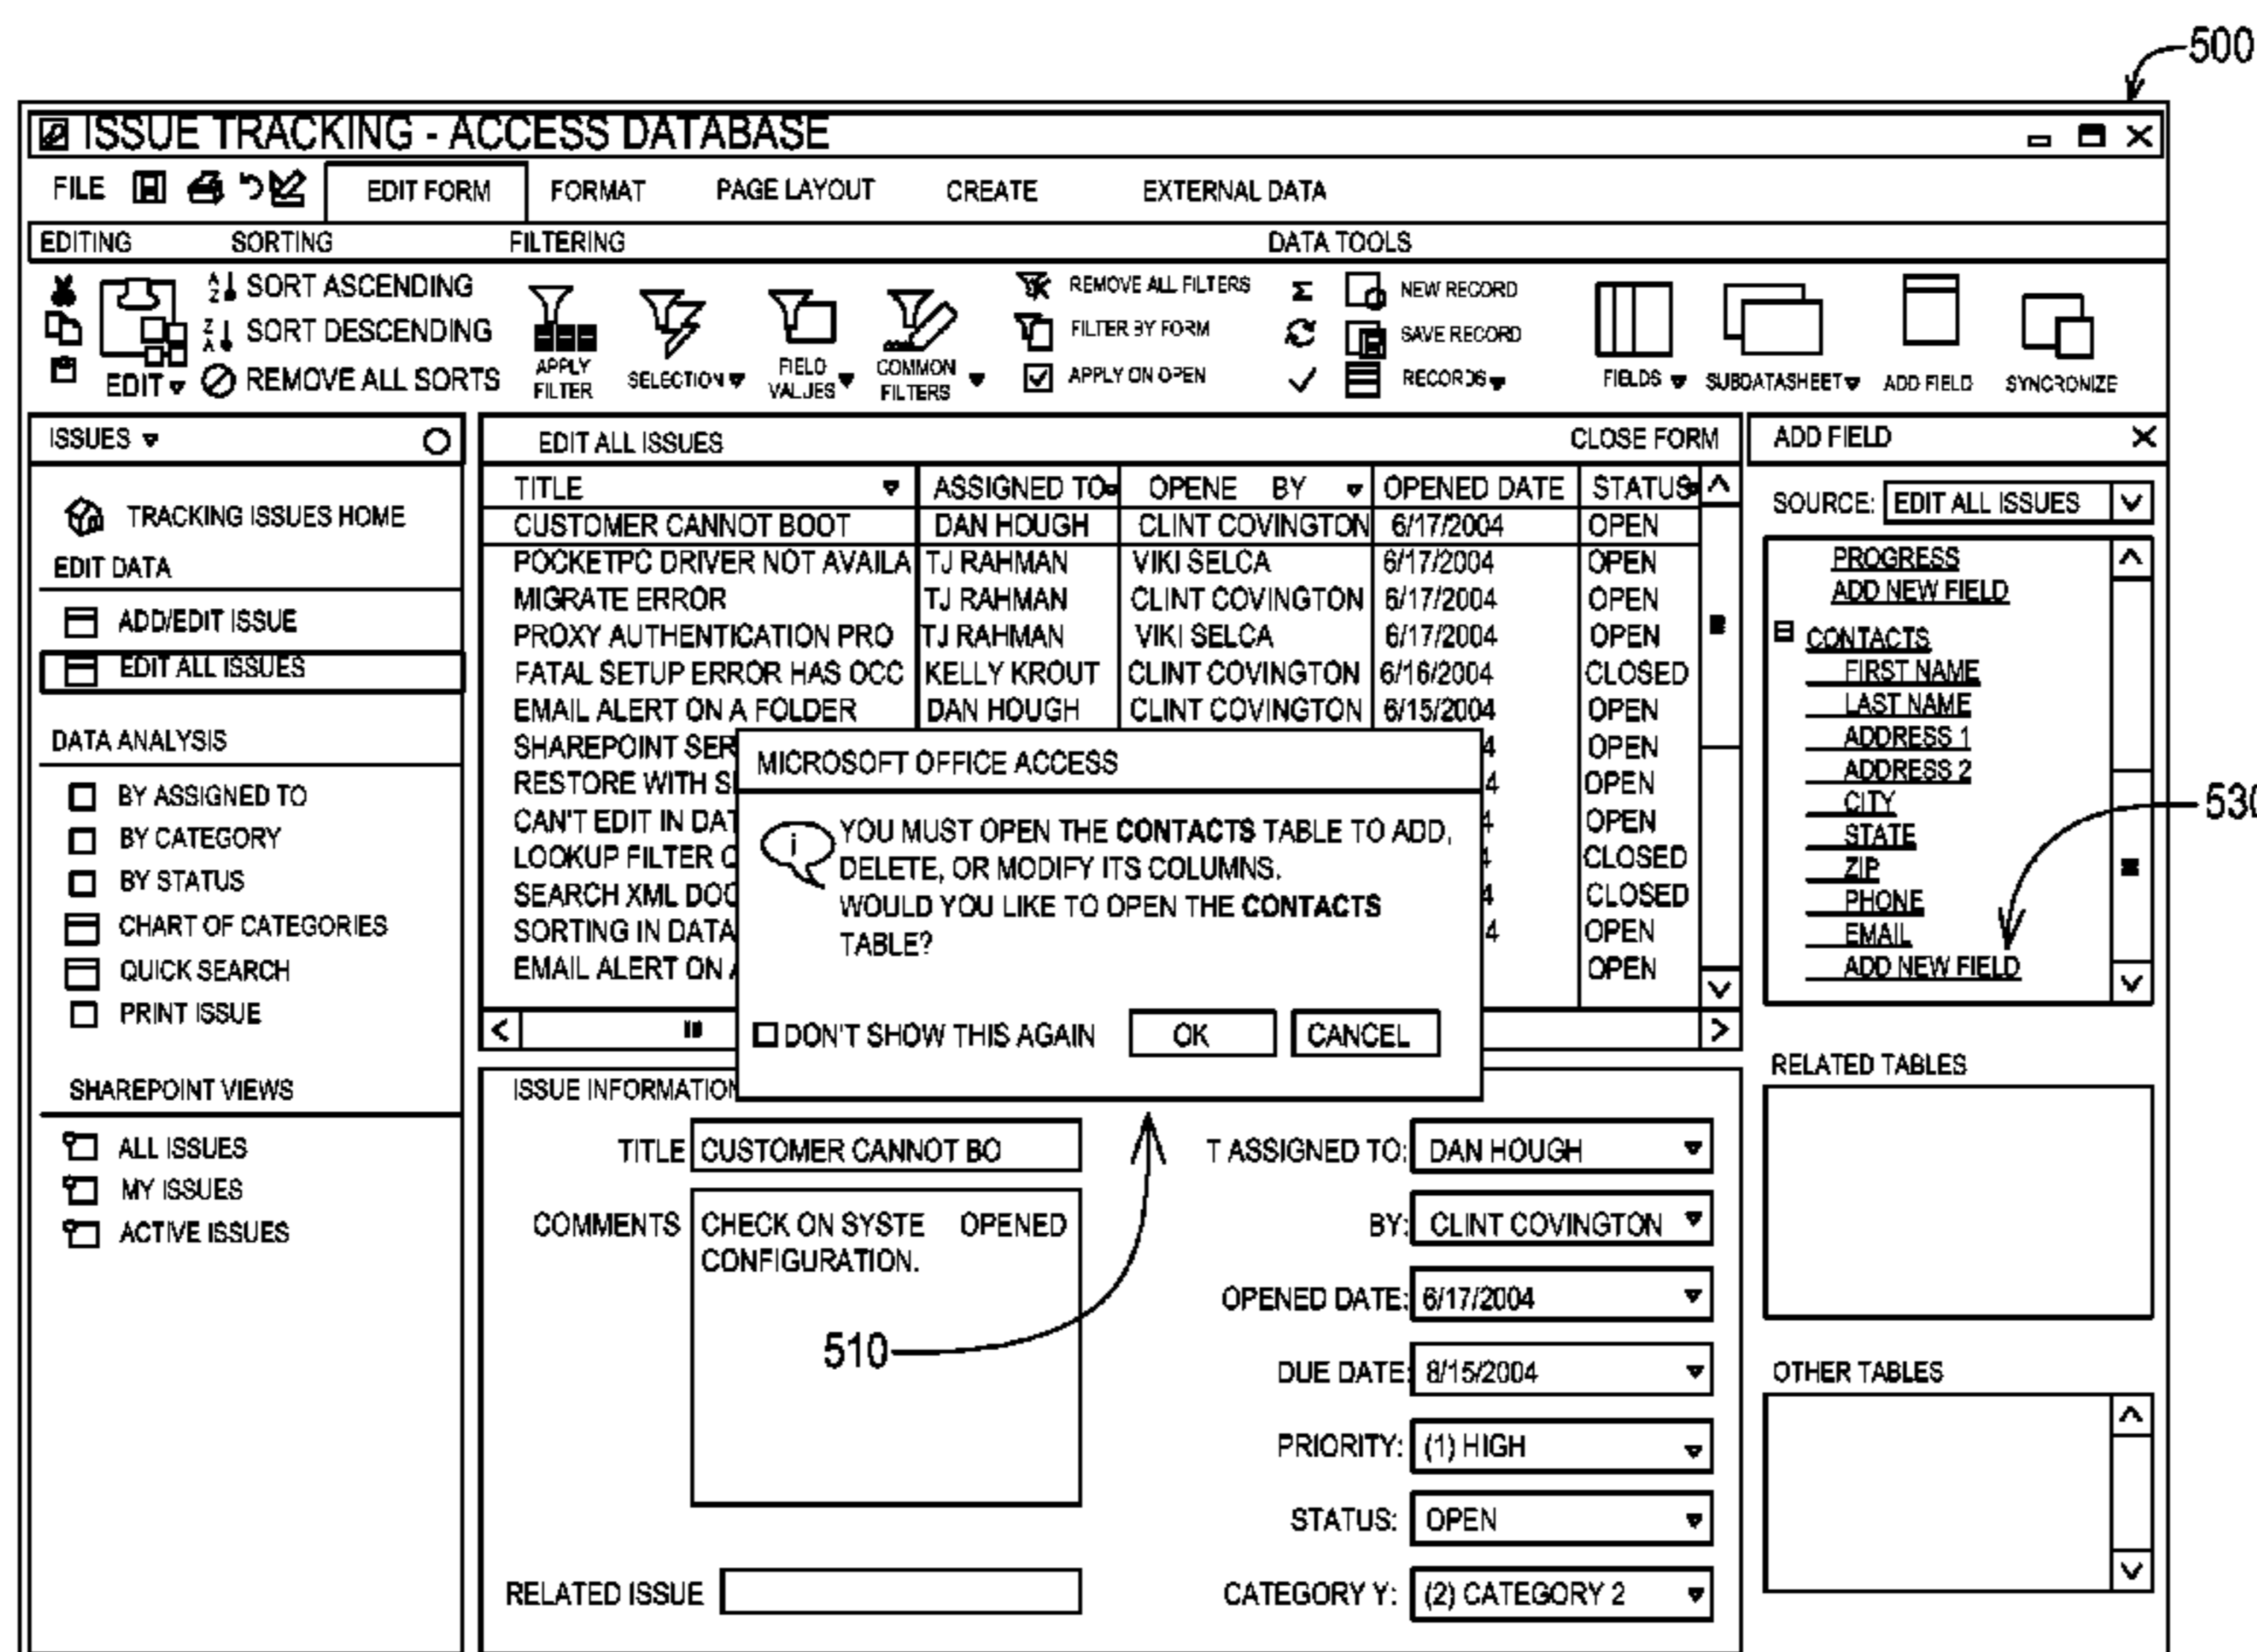 500
ISSUE TRACKING - ACCESS DATABASE
FILE EDIT FORM FORMAT PAGE LAYOUT CREATE EXTERNAL DATA
EDITING SORTING FILTERING DATA TOOLS
SORT ASCENDING
SORT DESCENDING
REMOVE ALL SORTS
EDIT
APPLY
FILTER
SELECTION
FIELD
VALUES
COMMON
FILTERS
REMOVE ALL FILTERS
FILTER BY FORM
APPLY ON OPEN
NEW RECORD
SAVE RECORD
RECORDS
FIELDS
SUBDATASHEET
ADD FIELD
SYNCRONIZE
ISSUES
TRACKING ISSUES HOME
EDIT DATA
ADD/EDIT ISSUE
EDIT ALL ISSUES
DATA ANALYSIS
BY ASSIGNED TO
BY CATEGORY
BY STATUS
CHART OF CATEGORIES
QUICK SEARCH
PRINT ISSUE
SHAREPOINT VIEWS
ALL ISSUES
MY ISSUES
ACTIVE ISSUES
EDIT ALL ISSUES CLOSE FORM
TITLE ASSIGNED TO OPENE BY OPENED DATE STATUS
CUSTOMER CANNOT BOOT DAN HOUGH CLINT COVINGTON 6/17/2004 OPEN
POCKETPC DRIVER NOT AVAILA TJ RAHMAN VIKI SELCA 6/17/2004 OPEN
MIGRATE ERROR TJ RAHMAN CLINT COVINGTON 6/17/2004 OPEN
PROXY AUTHENTICATION PRO TJ RAHMAN VIKI SELCA 6/17/2004 OPEN
FATAL SETUP ERROR HAS OCC KELLY KROUT CLINT COVINGTON 6/16/2004 CLOSED
EMAIL ALERT ON A FOLDER DAN HOUGH CLINT COVINGTON 6/15/2004 OPEN
SHAREPOINT SER 4 OPEN
RESTORE WITH S 4 OPEN
CAN'T EDIT IN DAT 4 OPEN
LOOKUP FILTER 4 CLOSED
SEARCH XML DOC 4 CLOSED
SORTING IN DATA 4 OPEN
EMAIL ALERT ON OPEN
MICROSOFT OFFICE ACCESS
i
YOU MUST OPEN THE CONTACTS TABLE TO ADD,
DELETE, OR MODIFY ITS COLUMNS.
WOULD YOU LIKE TO OPEN THE CONTACTS
TABLE?
DON'T SHOW THIS AGAIN OK CANCEL
ISSUE INFORMATION
TITLE CUSTOMER CANNOT BO
COMMENTS CHECK ON SYSTE OPENED
CONFIGURATION.
510
RELATED ISSUE
T ASSIGNED TO: DAN HOUGH
BY: CLINT COVINGTON
OPENED DATE: 6/17/2004
DUE DATE: 8/15/2004
PRIORITY: (1) HIGH
STATUS: OPEN
CATEGORY Y: (2) CATEGORY 2
ADD FIELD
SOURCE: EDIT ALL ISSUES
PROGRESS
ADD NEW FIELD
CONTACTS
FIRST NAME
LAST NAME
ADDRESS 1
ADDRESS 2
CITY
STATE
ZIP
PHONE
EMAIL
ADD NEW FIELD
530
RELATED TABLES
OTHER TABLES